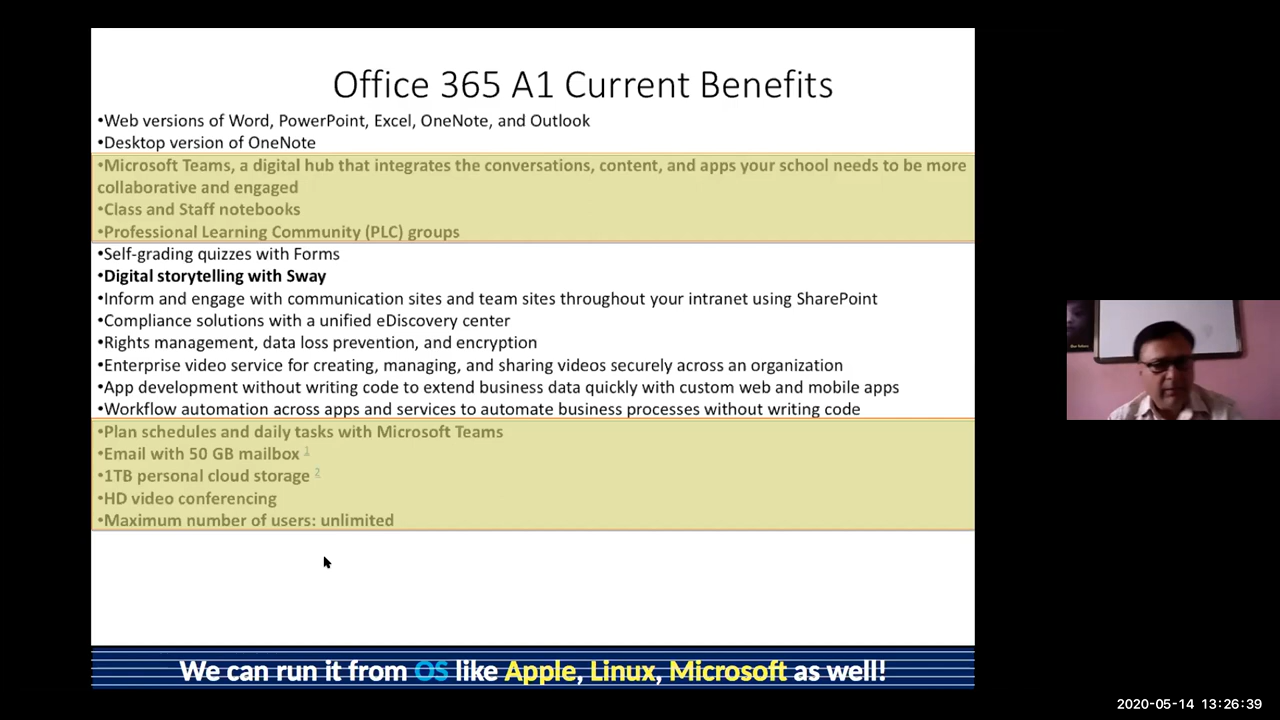 Office 365 A1 Current Benefits
•Web versions of Word, PowerPoint, Excel, OneNote, and Outlook
•Desktop version of OneNote
•Microsoft Teams, a digital hub that integrates the conversations, content, and apps your school needs to be more
collaborative and engaged
•Class and Staff notebooks
•Professional Learning Community (PLC) groups
•Self-grading quizzes with Forms
•Digital storytelling with Sway
•Inform and engage with communication sites and team sites throughout your intranet using SharePoint
•Compliance solutions with a unified eDiscovery center
•Rights management, data loss prevention, and encryption
•Enterprise video service for creating, managing, and sharing videos securely across an organization
•App development without writing code to extend business data quickly with custom web and mobile apps
•Workflow automation across apps and services to automate business processes without writing code
•Plan schedules and daily tasks with Microsoft Teams
•Email with 50 GB mailbox 1
•1TB personal cloud storage 2
•HD video conferencing
•Maximum number of users: unlimited
We can run it from OS like Apple, Linux, Microsoft as well!
2020-05-14 13:26:39